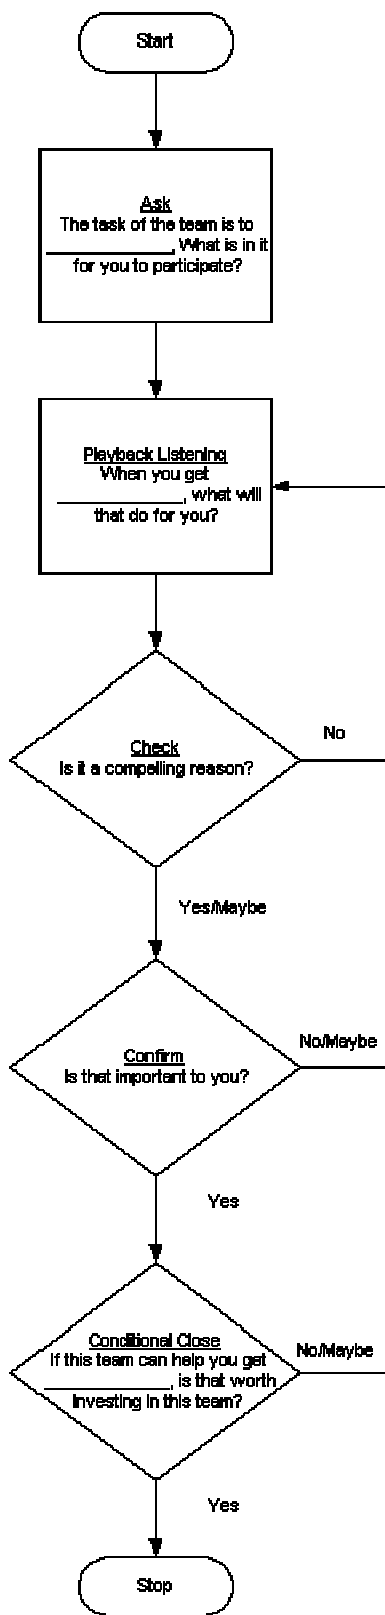 Start
Ask
The task of the team is to
____________, What is in it
for you to participate?
Playback Listening
When you get
____________, what will
that do for you?
Check
Is it a compelling reason?
No
Yes/Maybe
Confirm
Is that important to you?
No/Maybe
Yes
Conditional Close
If this team can help you get
____________, is that worth
investing in this team?
No/Maybe
Yes
Stop